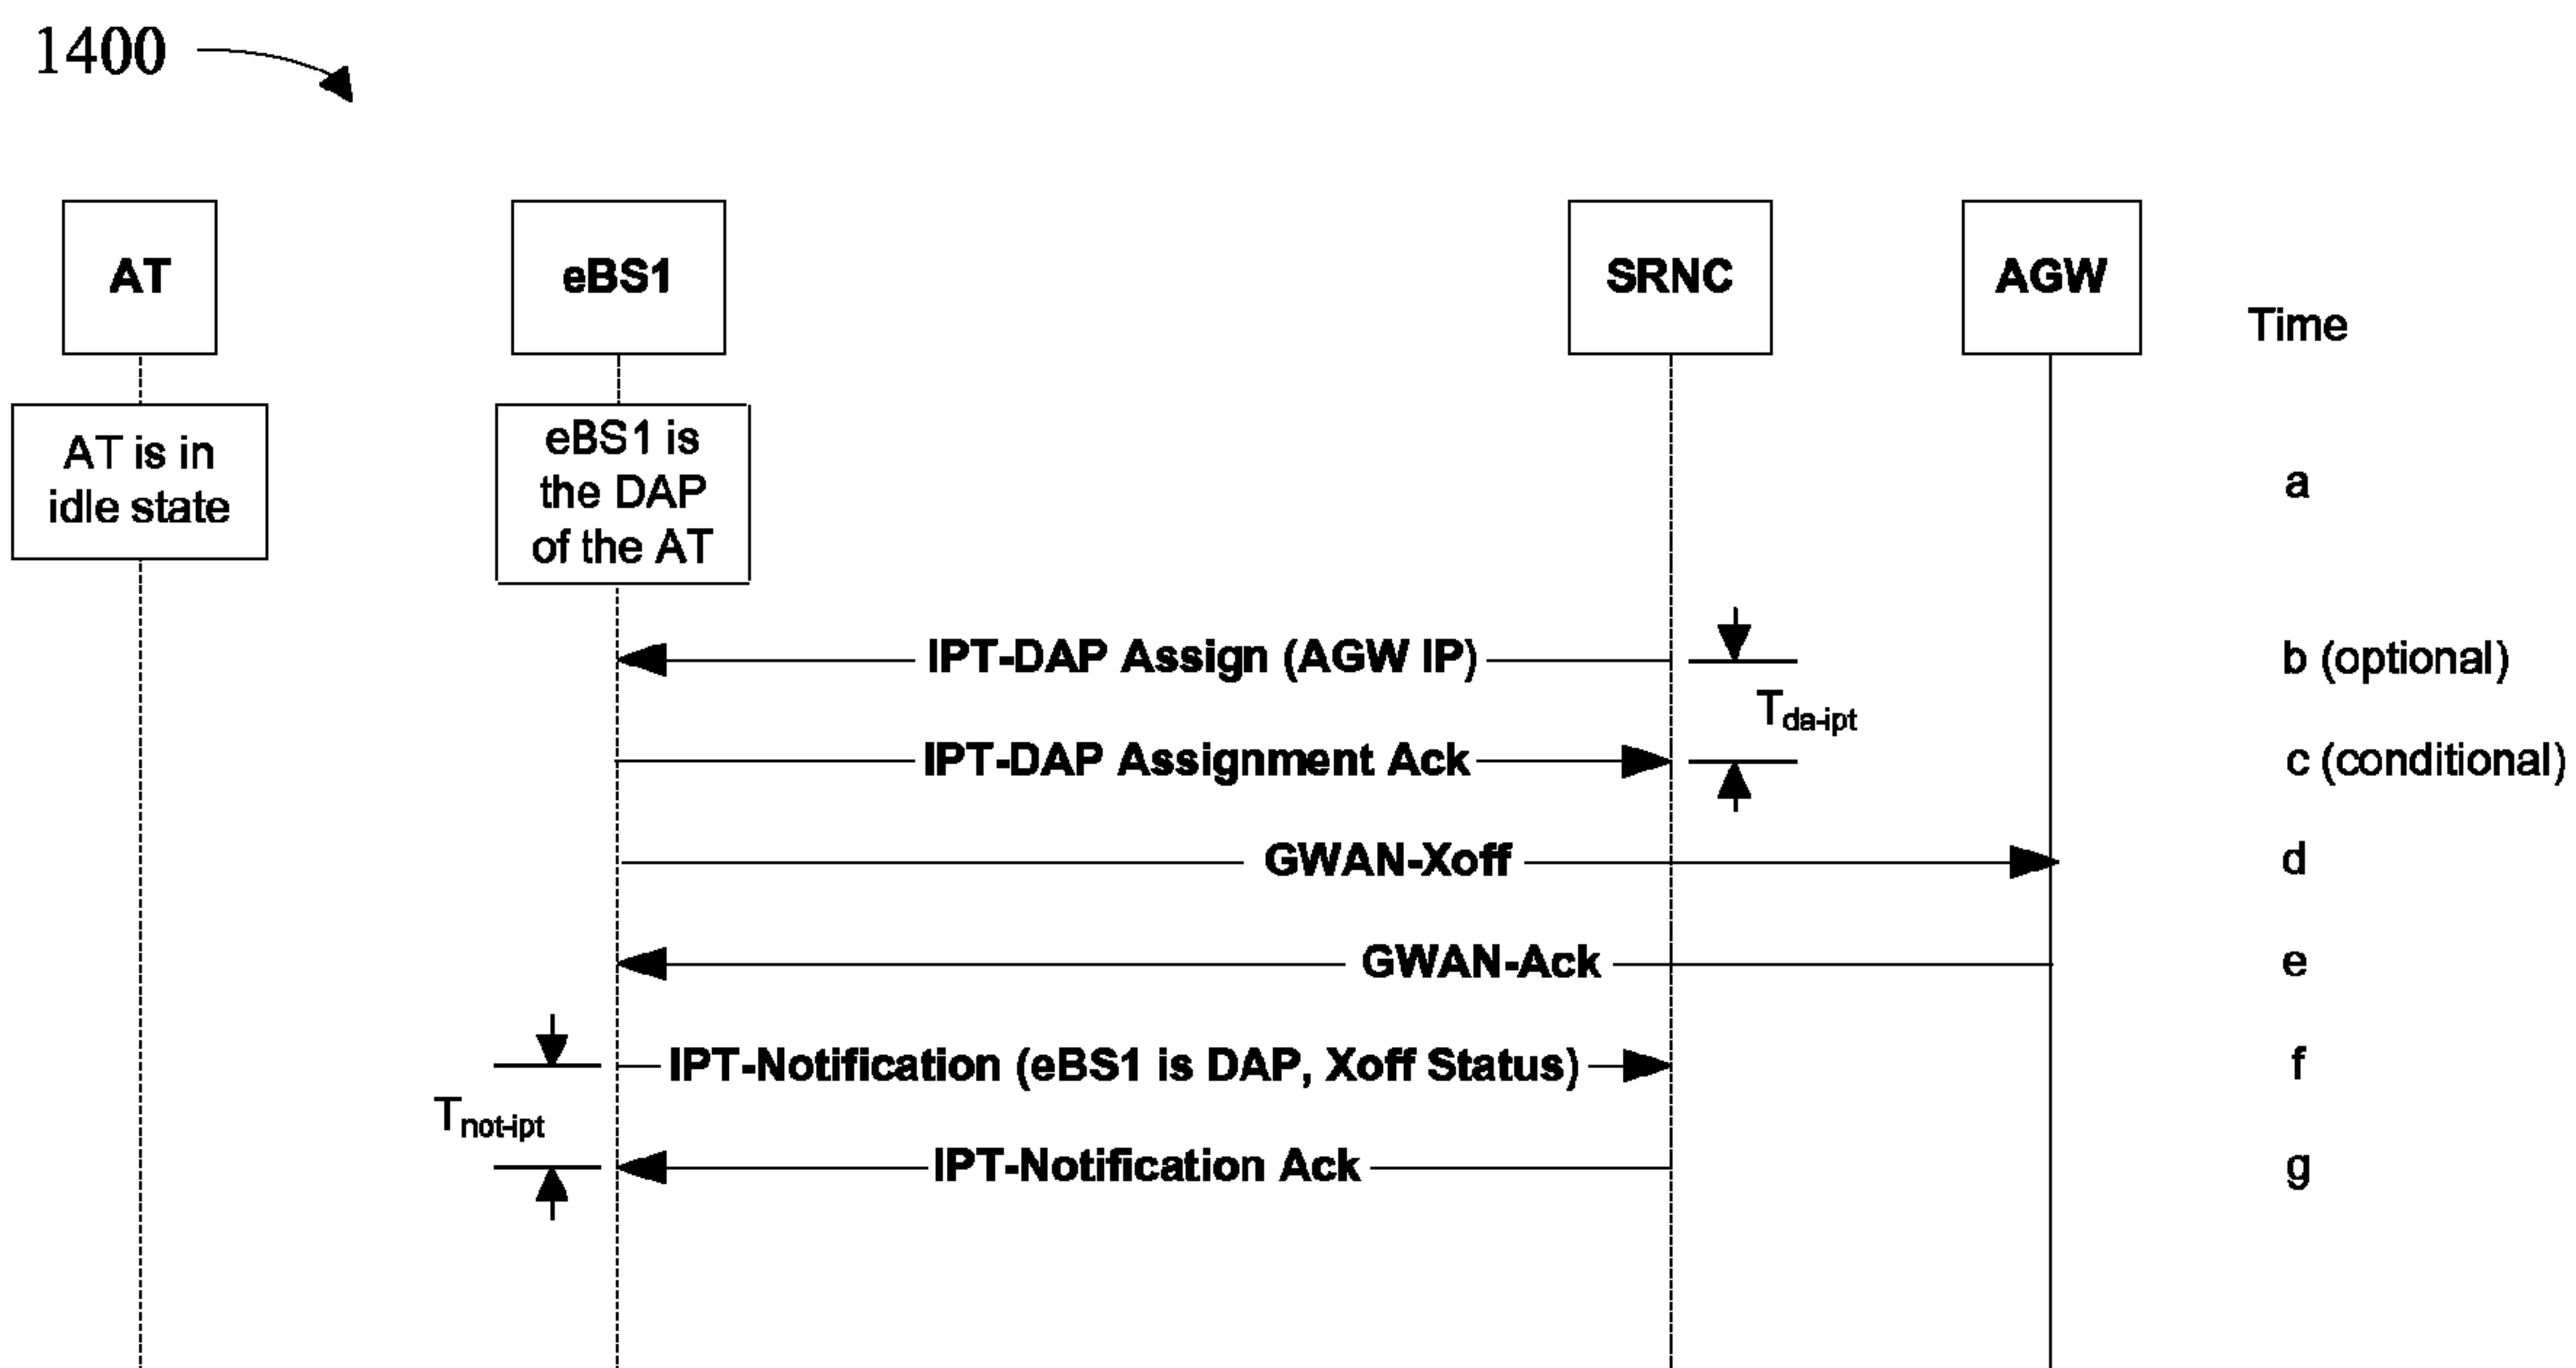 1400
AT
eBS1
SRNC
AGW
Time
AT is in
idle state
eBS1 is
the DAP
of the AT
a
IPT-DAP Assign (AGW IP)
b (optional)
Tda-ipt
IPT-DAP Assignment Ack
c (conditional)
GWAN-Xoff
d
GWAN-Ack
e
IPT-Notification (eBS1 is DAP, Xoff Status)
f
Tnot-ipt
IPT-Notification Ack
g